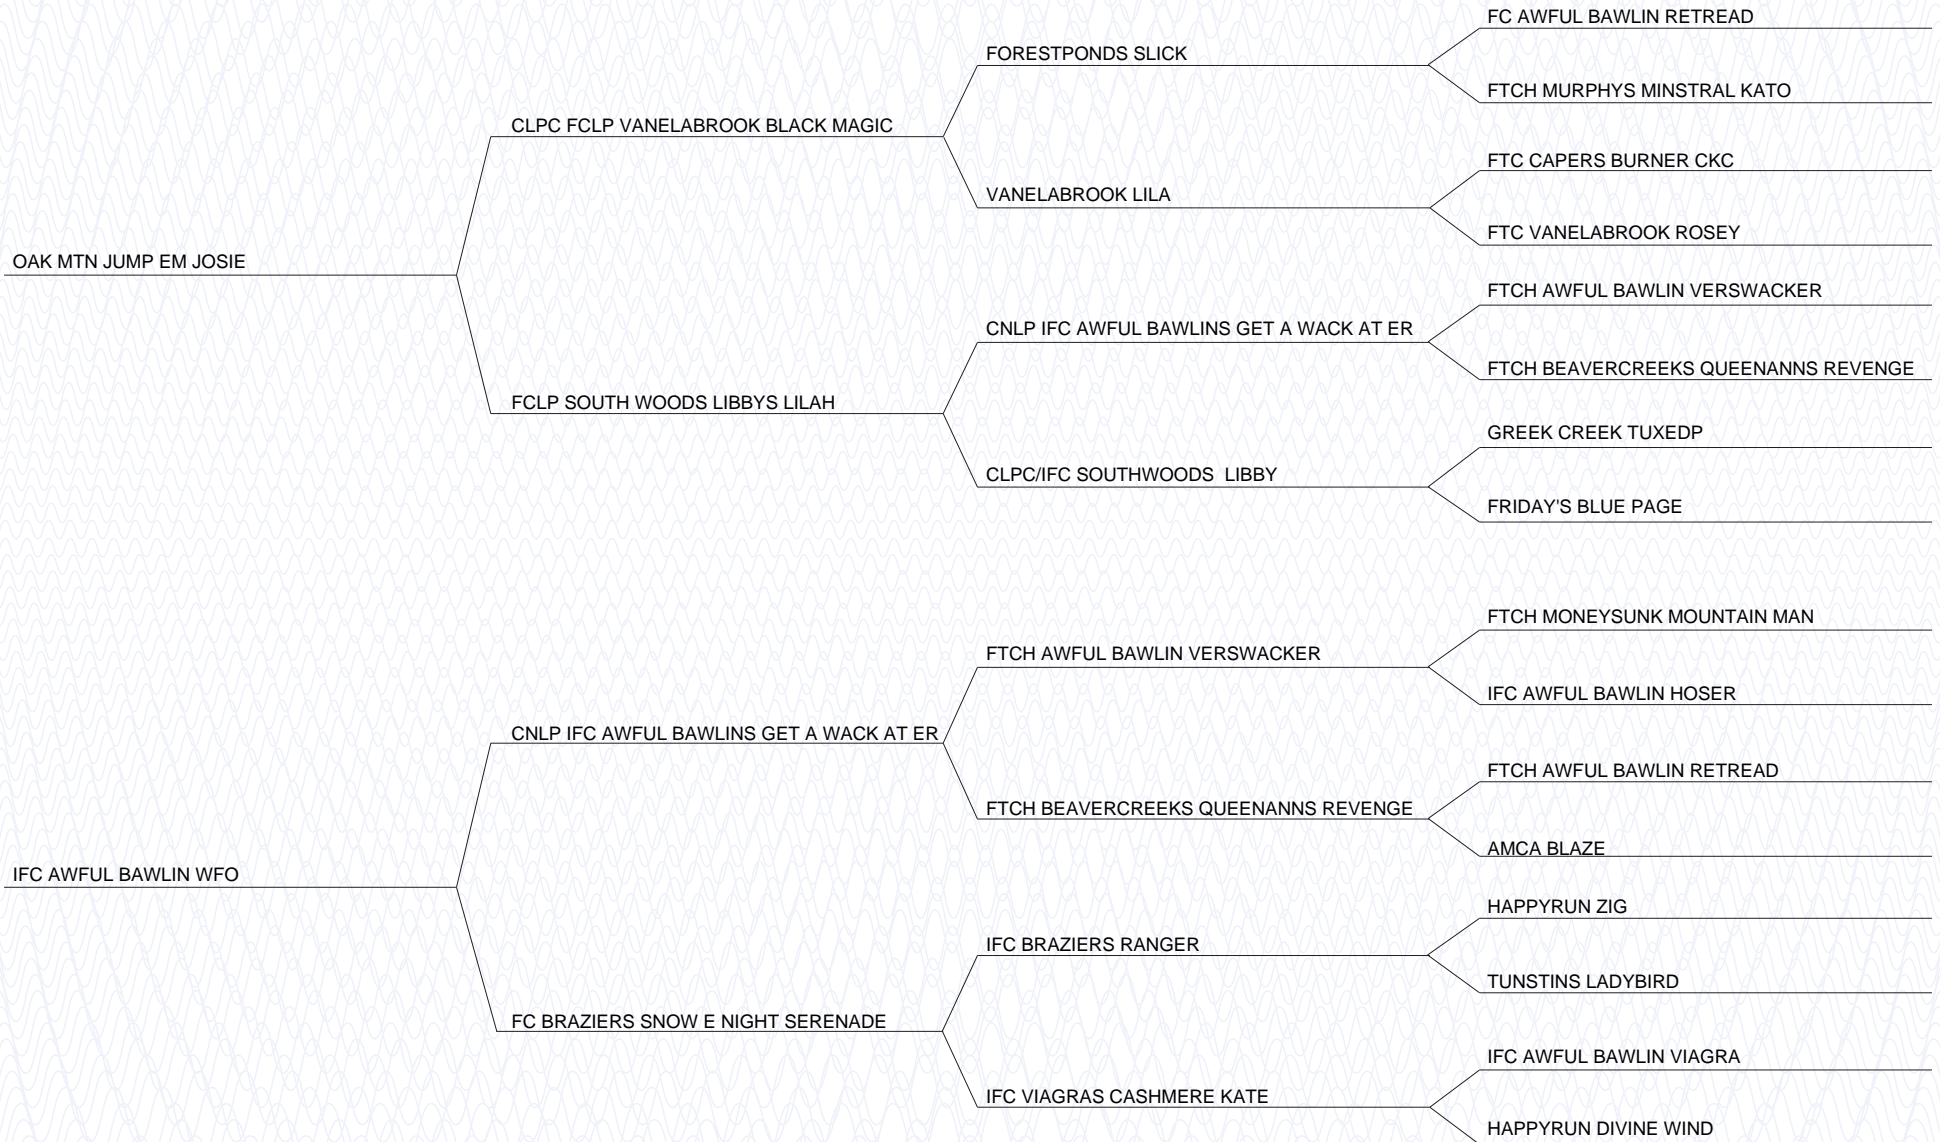 FC AWFUL BAWLIN RETREAD
FORESTPONDS SLICK
FTCH MURPHYS MINSTRAL KATO
CLPC FCLP VANELABROOK BLACK MAGIC
FTC CAPERS BURNER CKC
VANELABROOK LILA
FTC VANELABROOK ROSEY
OAK MTN JUMP EM JOSIE
FTCH AWFUL BAWLIN VERSWACKER
CNLP IFC AWFUL BAWLINS GET A WACK AT ER
FTCH BEAVERCREEKS QUEENANNS REVENGE
FCLP SOUTH WOODS LIBBYS LILAH
GREEK CREEK TUXEDP
CLPC/IFC SOUTHWOODS  LIBBY
FRIDAY'S BLUE PAGE
FTCH MONEYSUNK MOUNTAIN MAN
FTCH AWFUL BAWLIN VERSWACKER
IFC AWFUL BAWLIN HOSER
CNLP IFC AWFUL BAWLINS GET A WACK AT ER
FTCH AWFUL BAWLIN RETREAD
FTCH BEAVERCREEKS QUEENANNS REVENGE
AMCA BLAZE
IFC AWFUL BAWLIN WFO
HAPPYRUN ZIG
IFC BRAZIERS RANGER
TUNSTINS LADYBIRD
FC BRAZIERS SNOW E NIGHT SERENADE
IFC AWFUL BAWLIN VIAGRA
IFC VIAGRAS CASHMERE KATE
HAPPYRUN DIVINE WIND